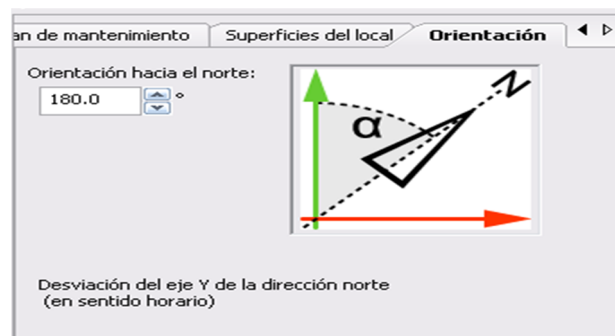 an de mantenimiento Superficies del local Orientación
Orientación hacia el norte:
180.0 °
α N
Desviación del eje Y de la dirección norte
(en sentido horario)